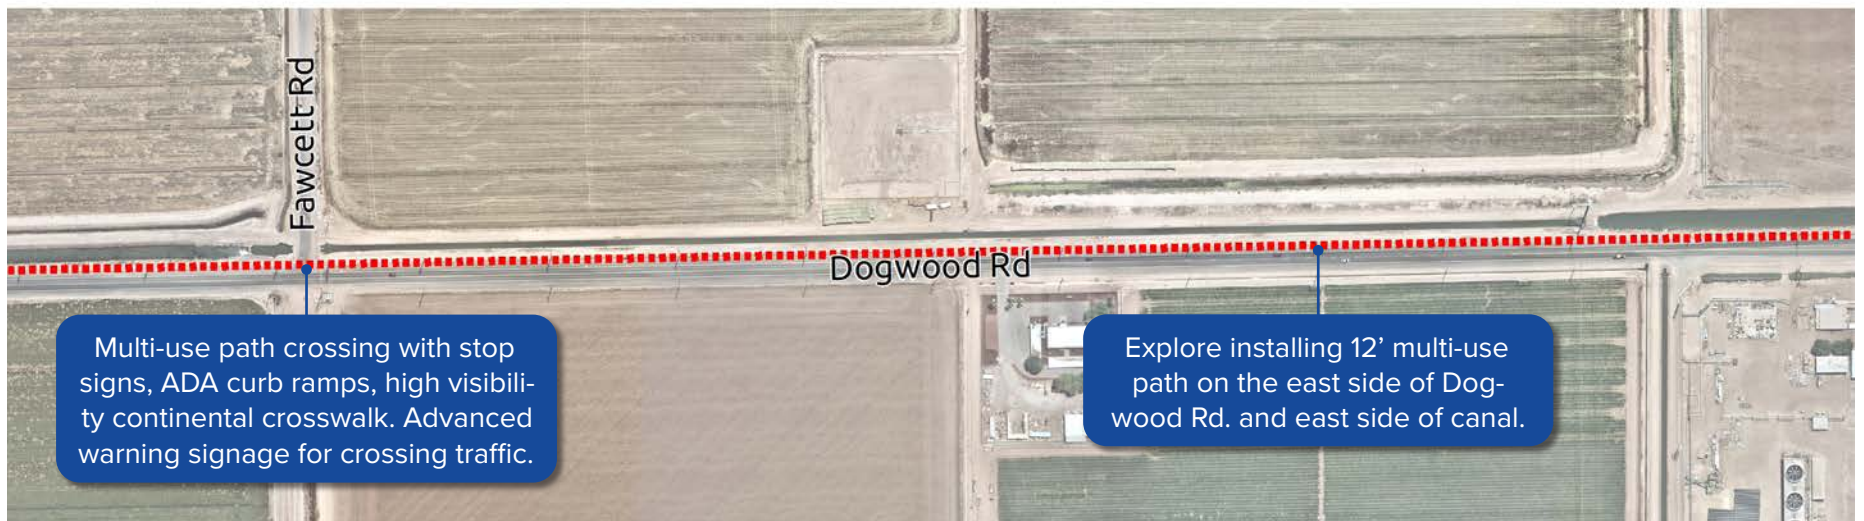 Fawcett Rd
Dogwood Rd
Multi-use path crossing with stop
signs, ADA curb ramps, high visibili-
ty continental crosswalk. Advanced
warning signage for crossing traffic.
Explore installing 12’ multi-use
path on the east side of Dog-
wood Rd. and east side of canal.